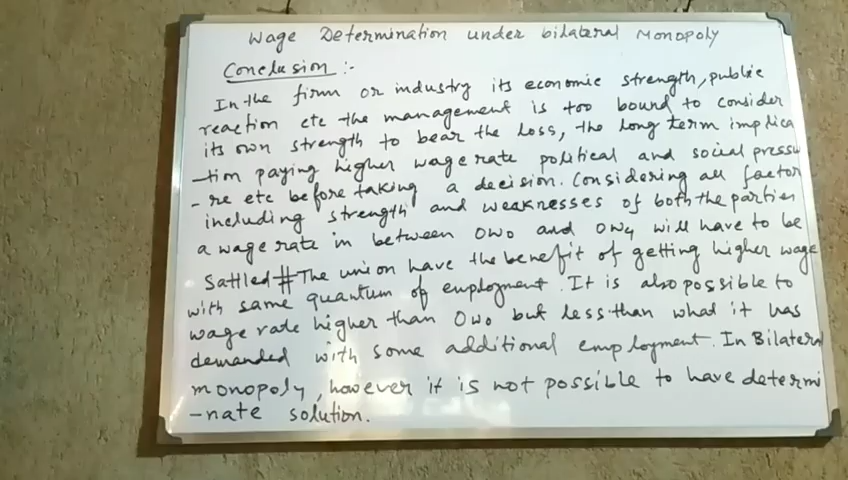 Wage Determination under bilateral Monopoly
Conclusion :-
In the firm or industry its economic strength, public
reaction etc the management is too bound to consider
its own strength to bear the loss, the long term implica
-tion paying higher wage rate political and social pressu
-re etc before taking a decision. Considering all factor
including strength and weaknesses of both the parties
a wage rate in between OW0 and OW4 will have to be
Sattled # The union have the benefit of getting higher wage
with same quantum of employment. It is also possible to
wage rate higher than OW0 but less than what it has
demanded with some additional employment. In Bilateral
monopoly, however it is not possible to have determi
-nate solution.